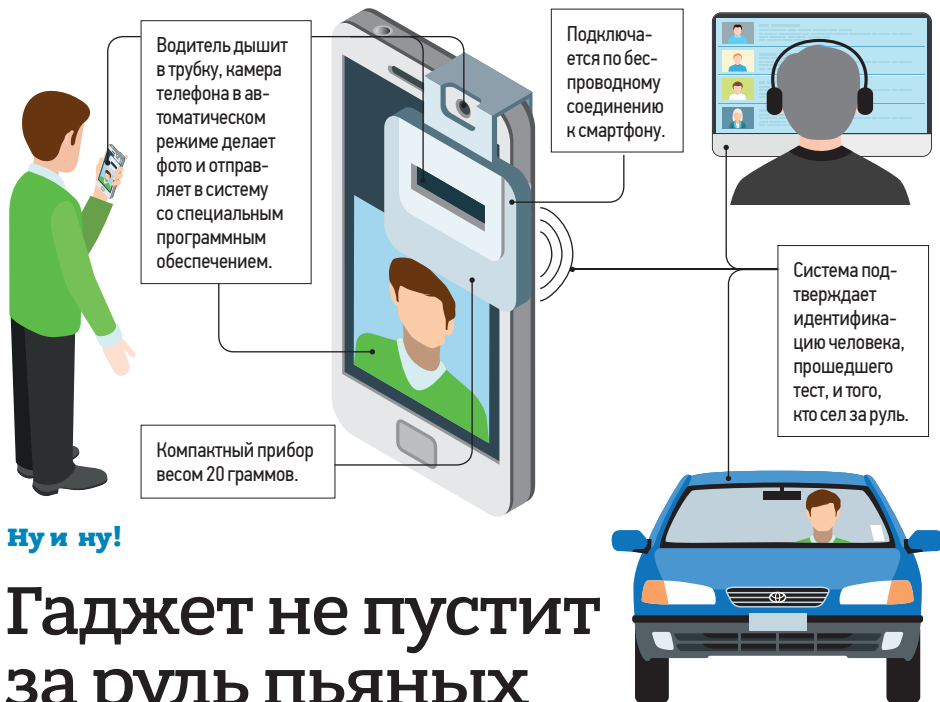 Водитель дышит
в трубку, камера
телефона в ав-
томатическом
режиме делает
фото и отправ-
ляет в систему
со специальным
программным
обеспечением.
Подключа-
ется по бес-
проводному
соединению
к смартфону.
Система под-
тверждает
идентифика-
цию человека,
прошедшего
тест, и того,
кто сел за руль.
Компактный прибор
весом 20 граммов.
Ну и ну!
Гаджет не пустит
за руль пьяных